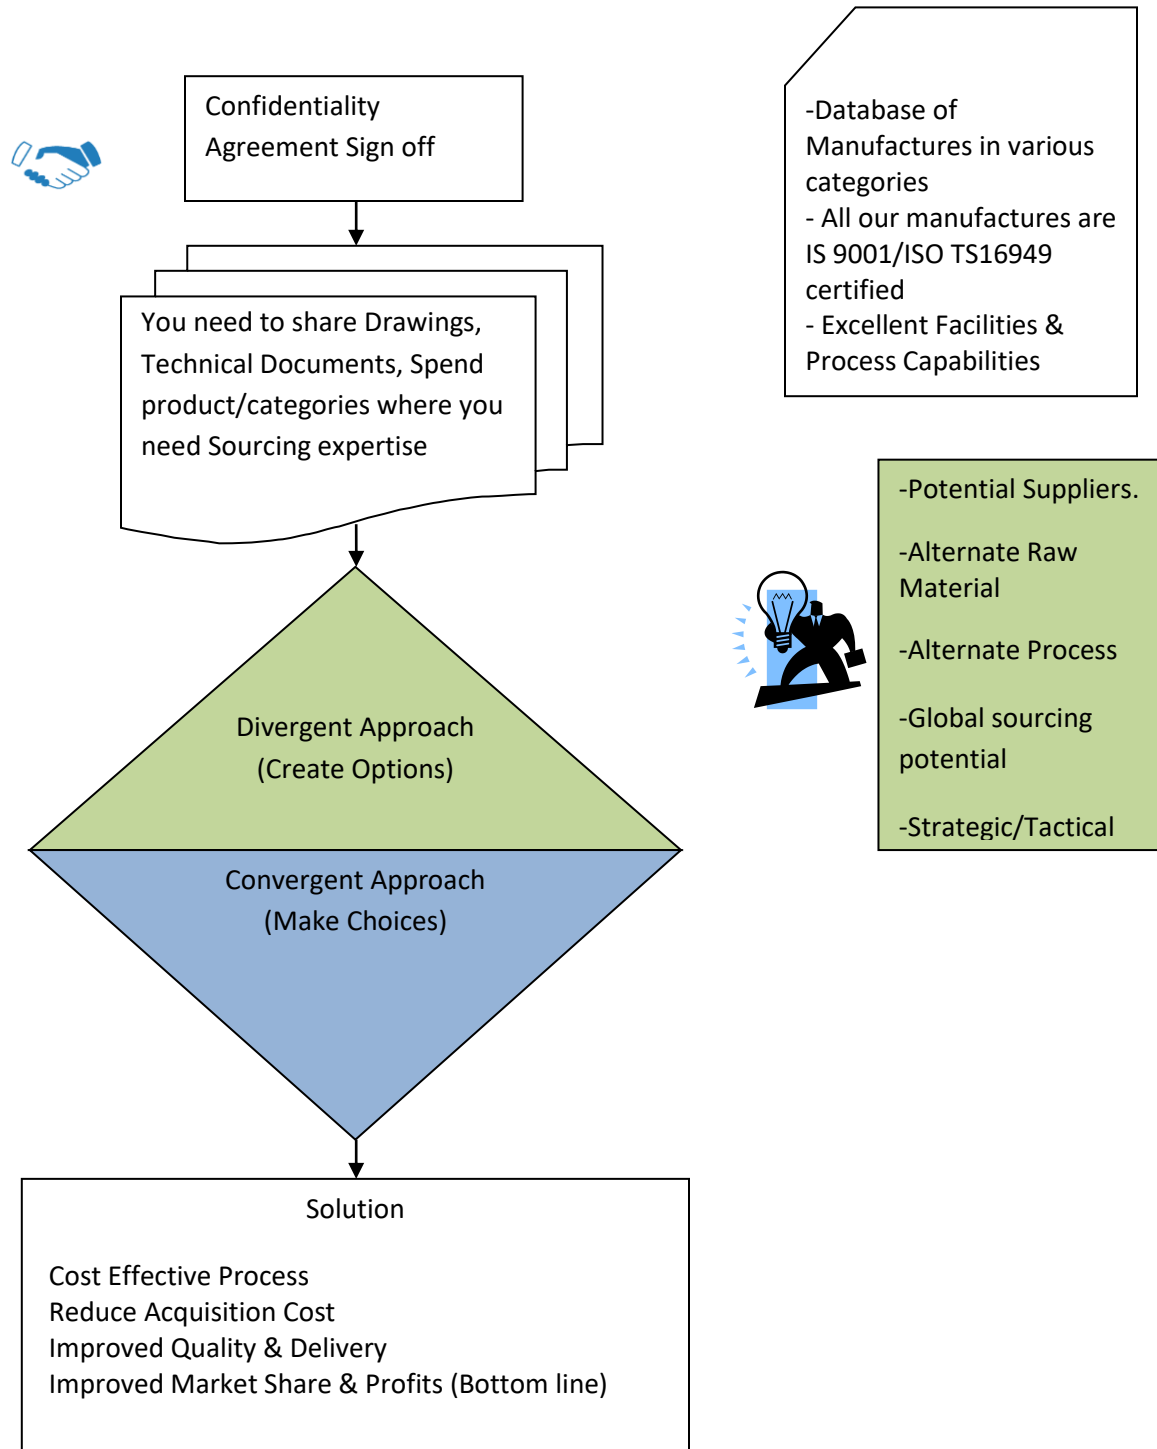 Confidentiality
Agreement Sign off
-Database of
Manufactures in various
categories
- All our manufactures are
IS 9001/ISO TS16949
certified
- Excellent Facilities &
Process Capabilities
You need to share Drawings,
Technical Documents, Spend
product/categories where you
need Sourcing expertise
-Potential Suppliers.
-Alternate Raw
Material
-Alternate Process
-Global sourcing
potential
-Strategic/Tactical
Divergent Approach
(Create Options)
Convergent Approach
(Make Choices)
Solution
Cost Effective Process
Reduce Acquisition Cost
Improved Quality & Delivery
Improved Market Share & Profits (Bottom line)